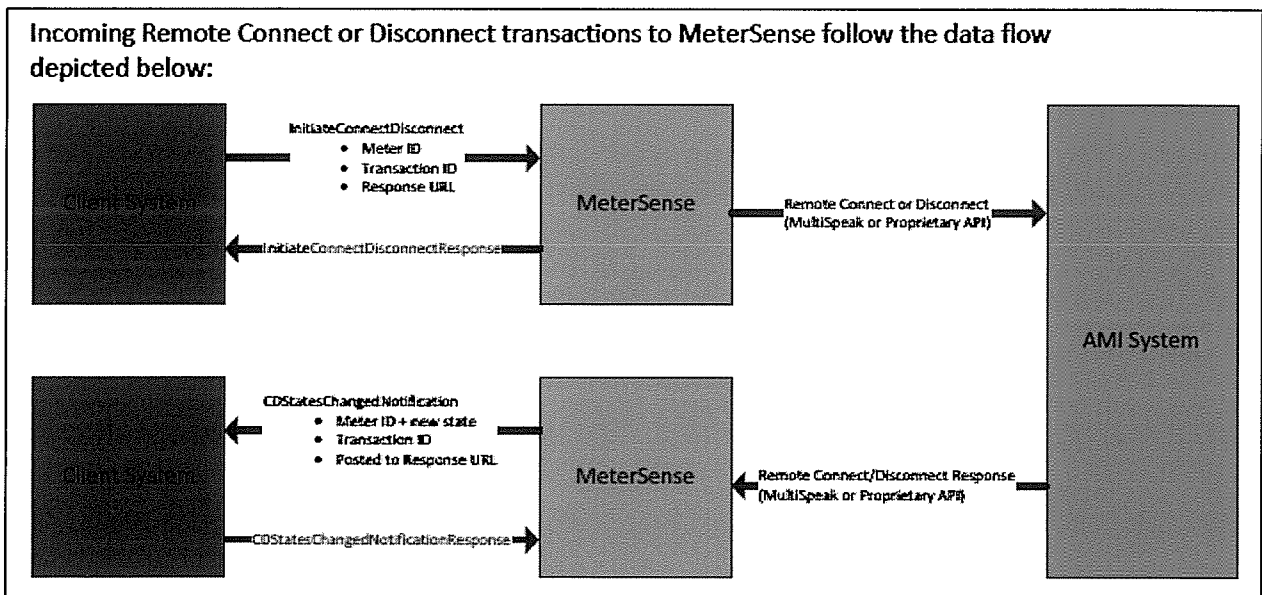 Incoming Remote Connect or Disconnect transactions to MeterSense follow the data flow
depicted below:
InitiateConnectDisconnect
• Meter ID
• Transaction ID
• Response URL
Client System
MeterSense
Remote Connect or Disconnect
(MultiSpeak or Proprietary API)
InitiateConnectDisconnectResponse
AMI System
CDStatesChangedNotification
• Meter ID + new state
• Transaction ID
• Posted to Response URL
Client System
MeterSense
Remote Connect/Disconnect Response
(MultiSpeak or Proprietary API)
CDStatesChangedNotificationResponse